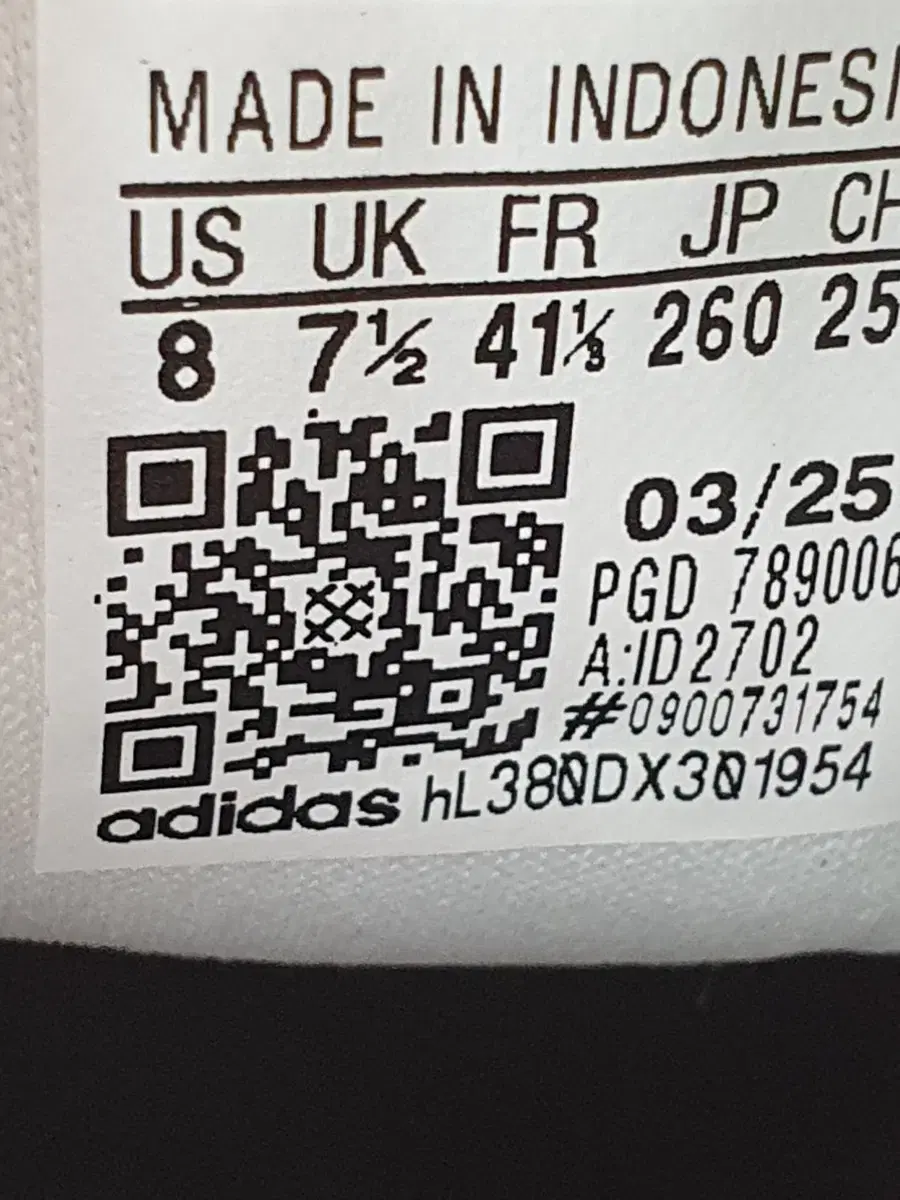 MADE IN INDONES
US UK FR JP CH
8 7½ 41⅓ 260 25
03/25
PGD 789006
A:ID2702
#0900731754
adidas hL380DX301954